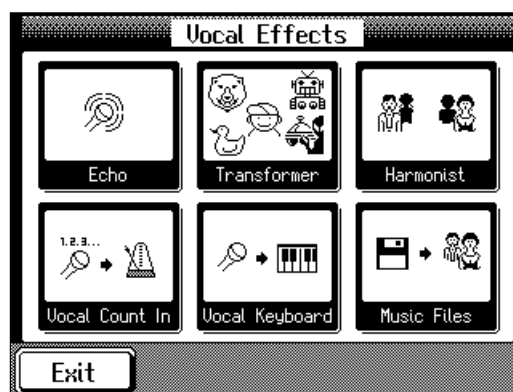 Vocal Effects
Echo
Transformer
Harmonist
1.2.3...
Vocal Count In
Vocal Keyboard
Music Files
Exit